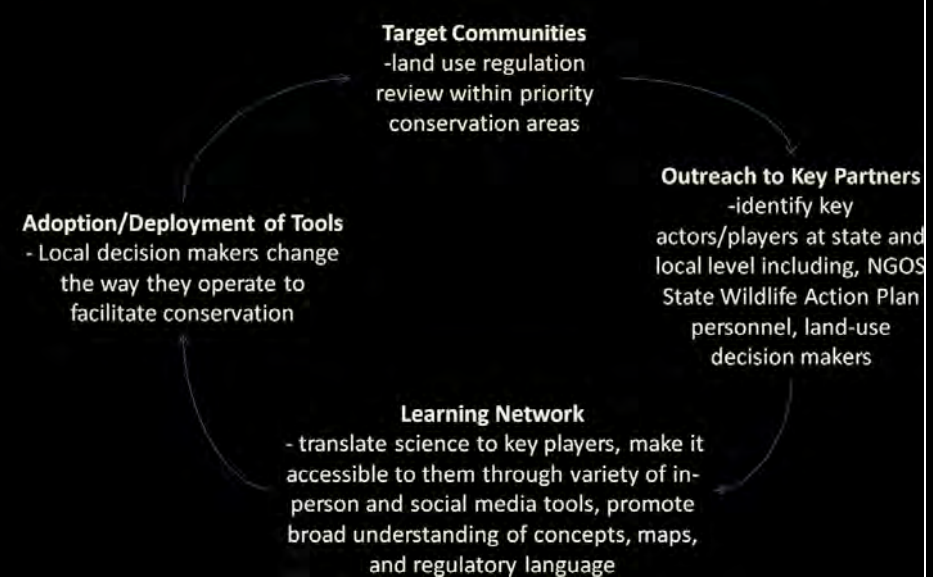 Target Communities
-land use regulation
review within priority
conservation areas
Outreach to Key Partners
-identify key
actors/players at state and
local level including, NGOS
State Wildlife Action Plan
personnel, land-use
decision makers
Learning Network
- translate science to key players, make it
accessible to them through variety of in-
person and social media tools, promote
broad understanding of concepts, maps,
and regulatory language
Adoption/Deployment of Tools
- Local decision makers change
the way they operate to
facilitate conservation